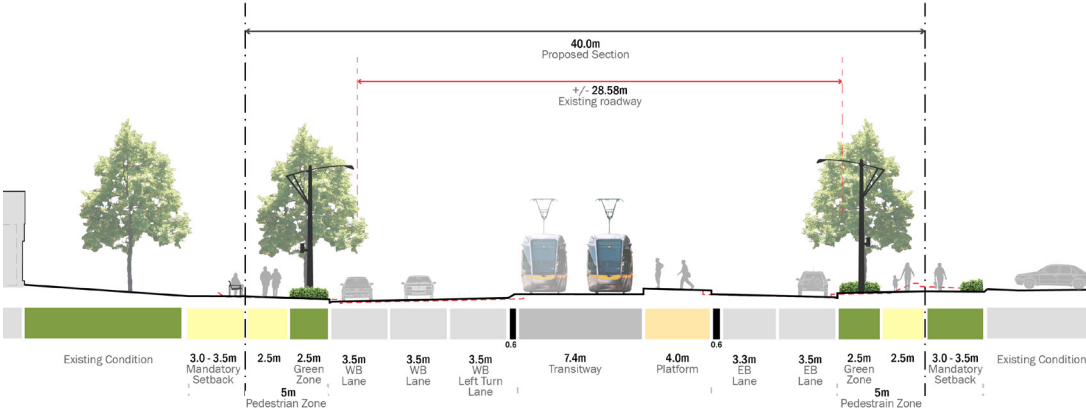 40.0m
Proposed Section
+/- 28.58m
Existing roadway
0.6
0.6
Existing Condition
3.0 - 3.5m
Mandatory
Setback
2.5m
2.5m
Green
Zone
5m
Pedestrian Zone
3.5m
WB
Lane
3.5m
WB
Lane
3.5m
WB
Left Turn
Lane
7.4m
Transitway
4.0m
Platform
3.3m
EB
Lane
3.5m
EB
Lane
2.5m
Green
Zone
2.5m
5m
Pedestrain Zone
3.0 - 3.5m
Mandatory
Setback
Existing Condition